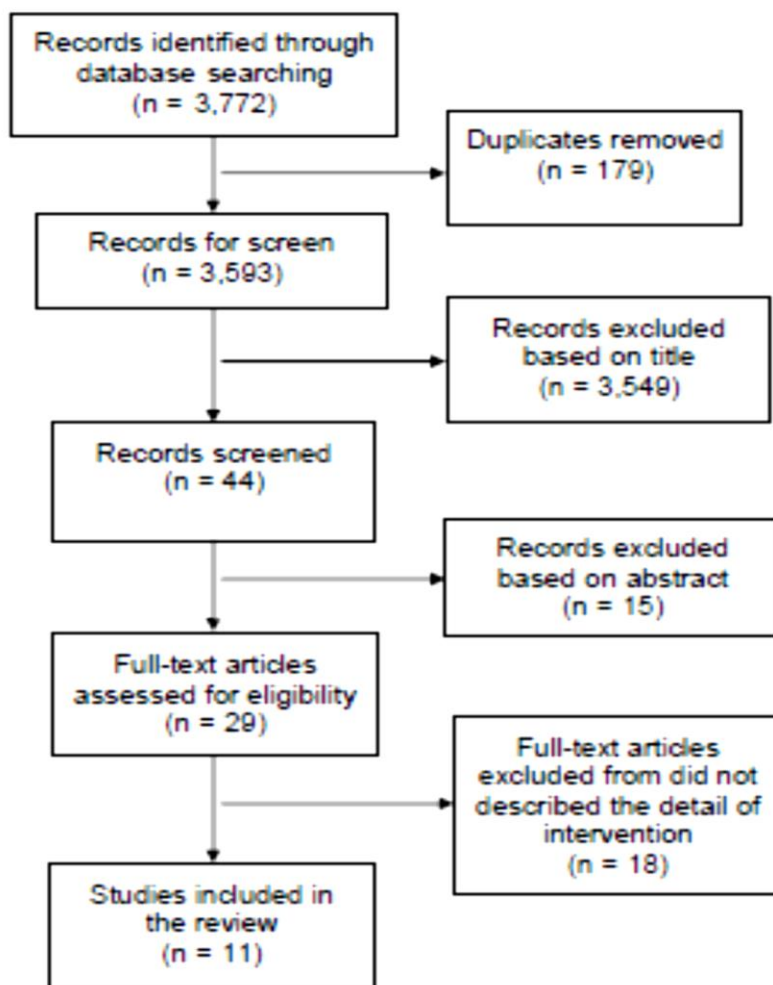 Records identified through
database searching
(n = 3,772)
Duplicates removed
(n = 179)
Records for screen
(n = 3,593)
Records excluded
based on title
(n = 3,549)
Records screened
(n = 44)
Records excluded
based on abstract
(n = 15)
Full-text articles
assessed for eligibility
(n = 29)
Full-text articles
excluded from did not
described the detail of
intervention
(n = 18)
Studies included in
the review
(n = 11)